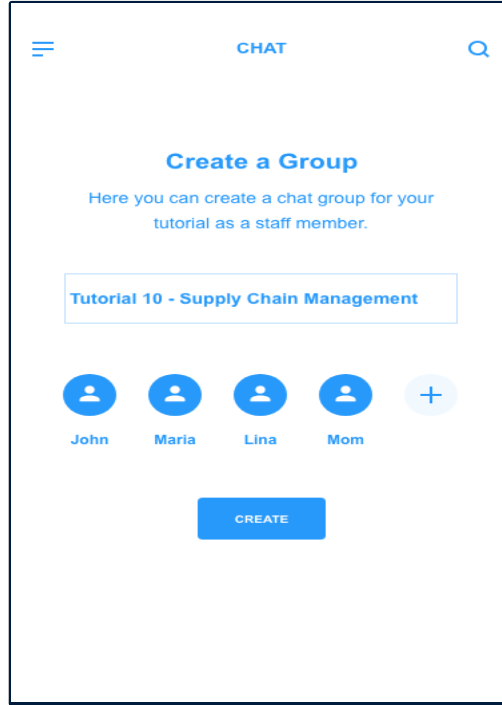 CHAT
Create a Group
Here you can create a chat group for your
tutorial as a staff member.
Tutorial 10 - Supply Chain Management
John Maria Lina Mom
CREATE